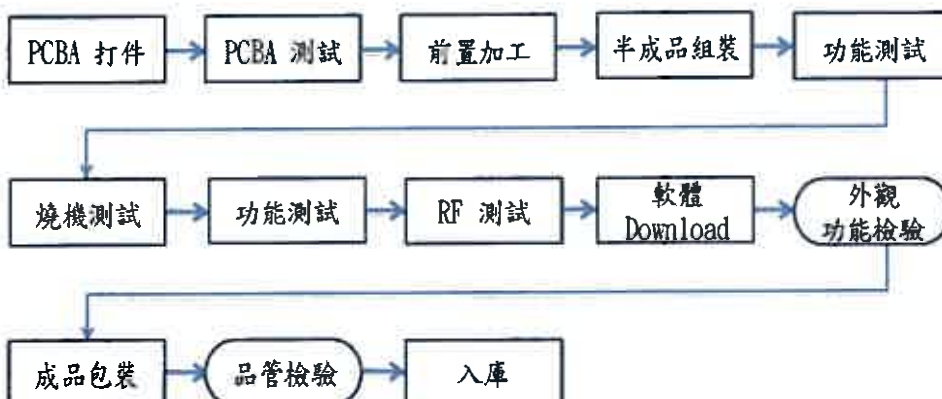 PCBA 打件
PCBA 測試
前置加工
半成品組裝
功能測試
燒機測試
功能測試
RF 測試
軟體
Download
外觀
功能檢驗
成品包裝
品管檢驗
入庫